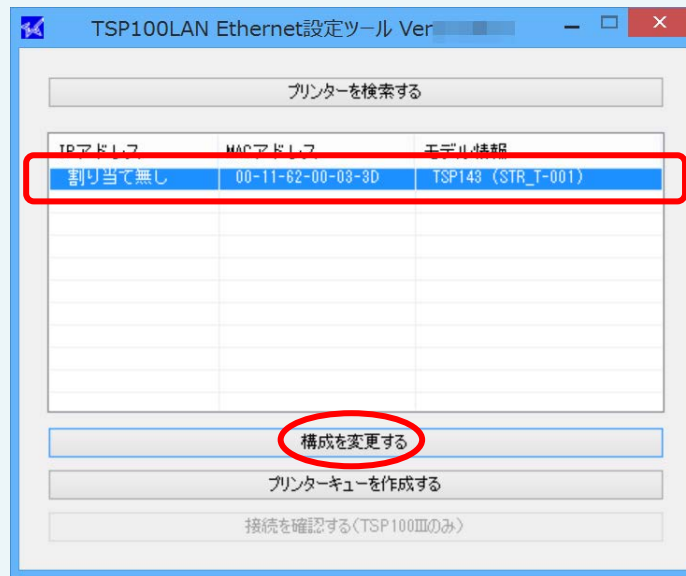 TSP100LAN Ethernet設定ツール Ver
プリンターを検索する
IPアドレス MACアドレス モデル情報
割り当て無し 00-11-62-00-03-3D TSP143 (STR_T-001)
構成を変更する
プリンターキューを作成する
接続を確認する(TSP100Ⅲのみ)